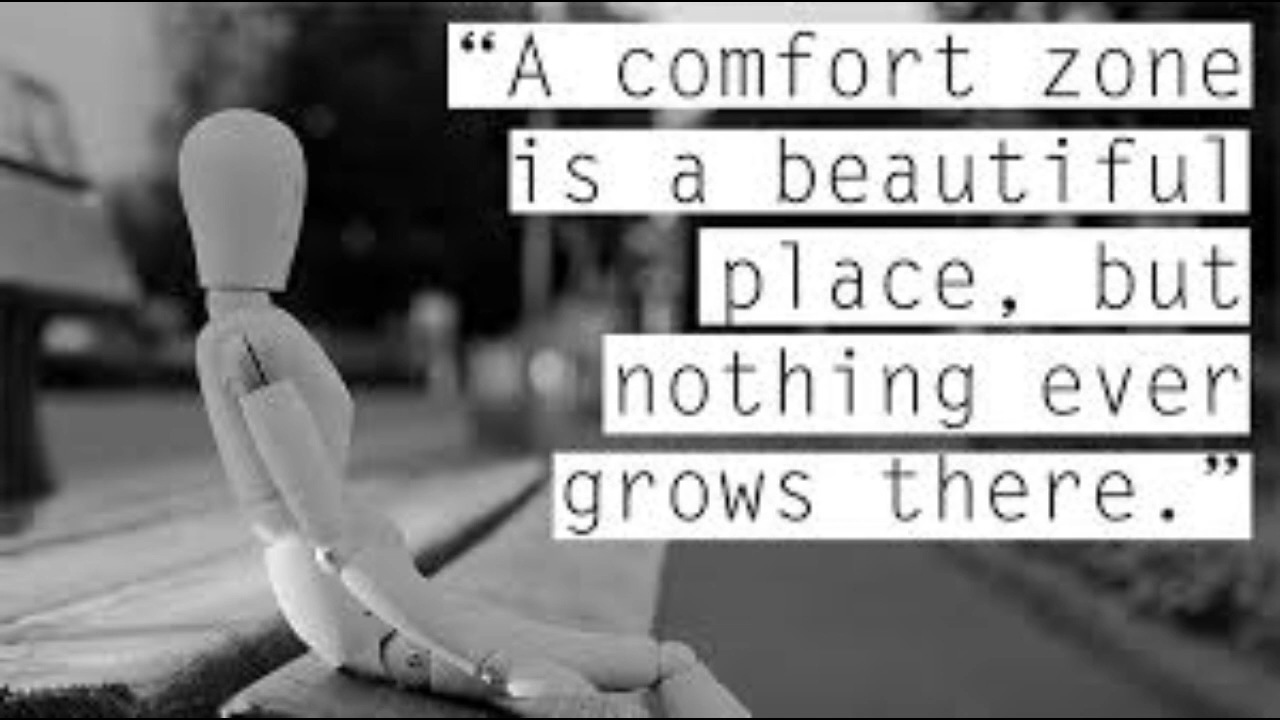 “A comfort zone
is a beautiful
place, but
nothing ever
grows there.”